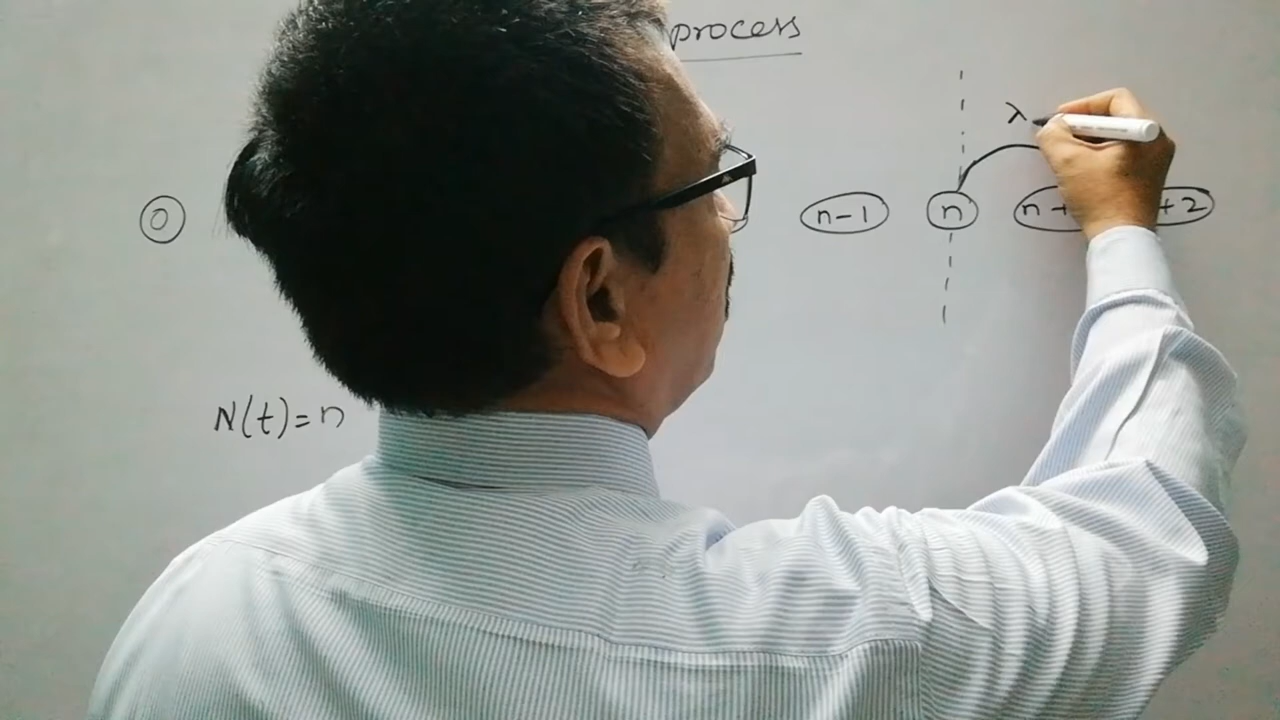 process
λ
0 n-1 n n+ +2
N(t)=n